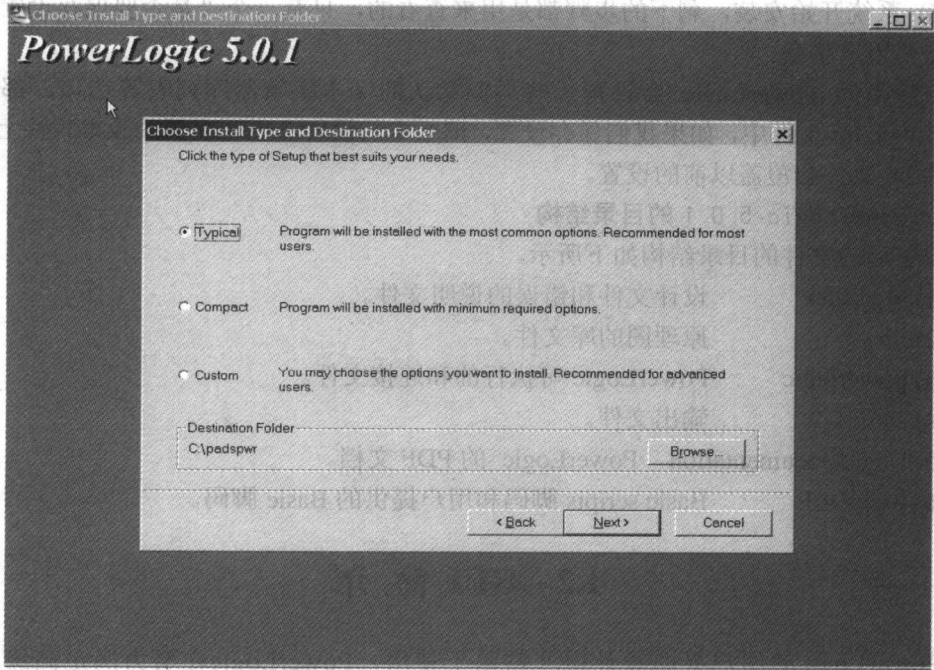 Choose Install Type and Destination Folder
PowerLogic 5.0.1
Choose Install Type and Destination Folder
Click the type of Setup that best suits your needs.
Typical
Program will be installed with the most common options. Recommended for most
users.
Compact
Program will be installed with minimum required options.
Custom
You may choose the options you want to install. Recommended for advanced
users.
Destination Folder
C:\padspwr
Browse...
< Back
Next >
Cancel